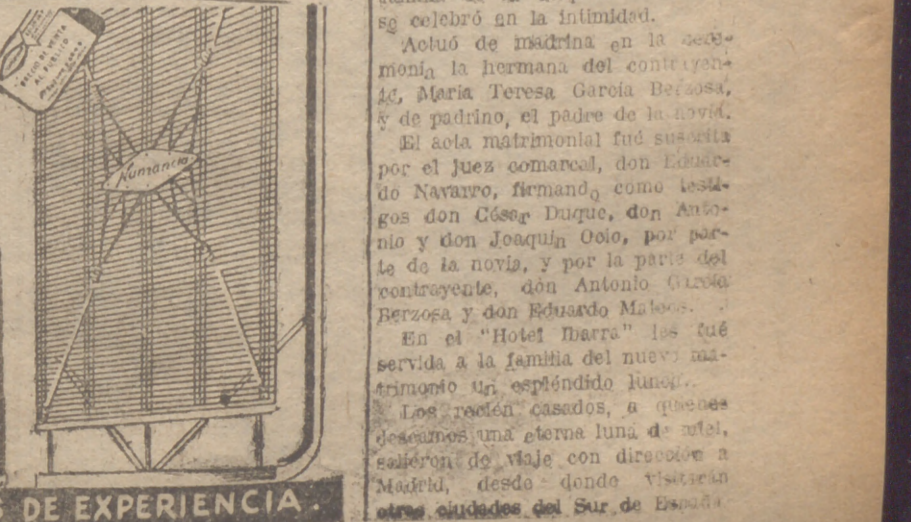 PRECIO DE VENTA
AL PUBLICO
Numancia
DE EXPERIENCIA.
se celebró en la intimidad.
Actuó de madrina en la cere-
monia la hermana del contrayen-
te, María Teresa García Berzosa,
y de padrino, el padre de la novia.
El acta matrimonial fué suscrita
por el juez comarcal, don Eduar-
do Navarro, firmando como testi-
gos don César Duque, don Anto-
nio y don Joaquín Ocio, por par-
te de la novia, y por la parte del
contrayente, don Antonio García
Berzosa y don Eduardo Mateos.
En el "Hotel Ibarra" les fué
servida a la familia del nuevo ma-
trimonio un espléndido lunch.
Los recién casados, a quienes
deseamos una eterna luna de miel,
salieron de viaje con dirección a
Madrid, desde donde visitarán
otras ciudades del Sur de España